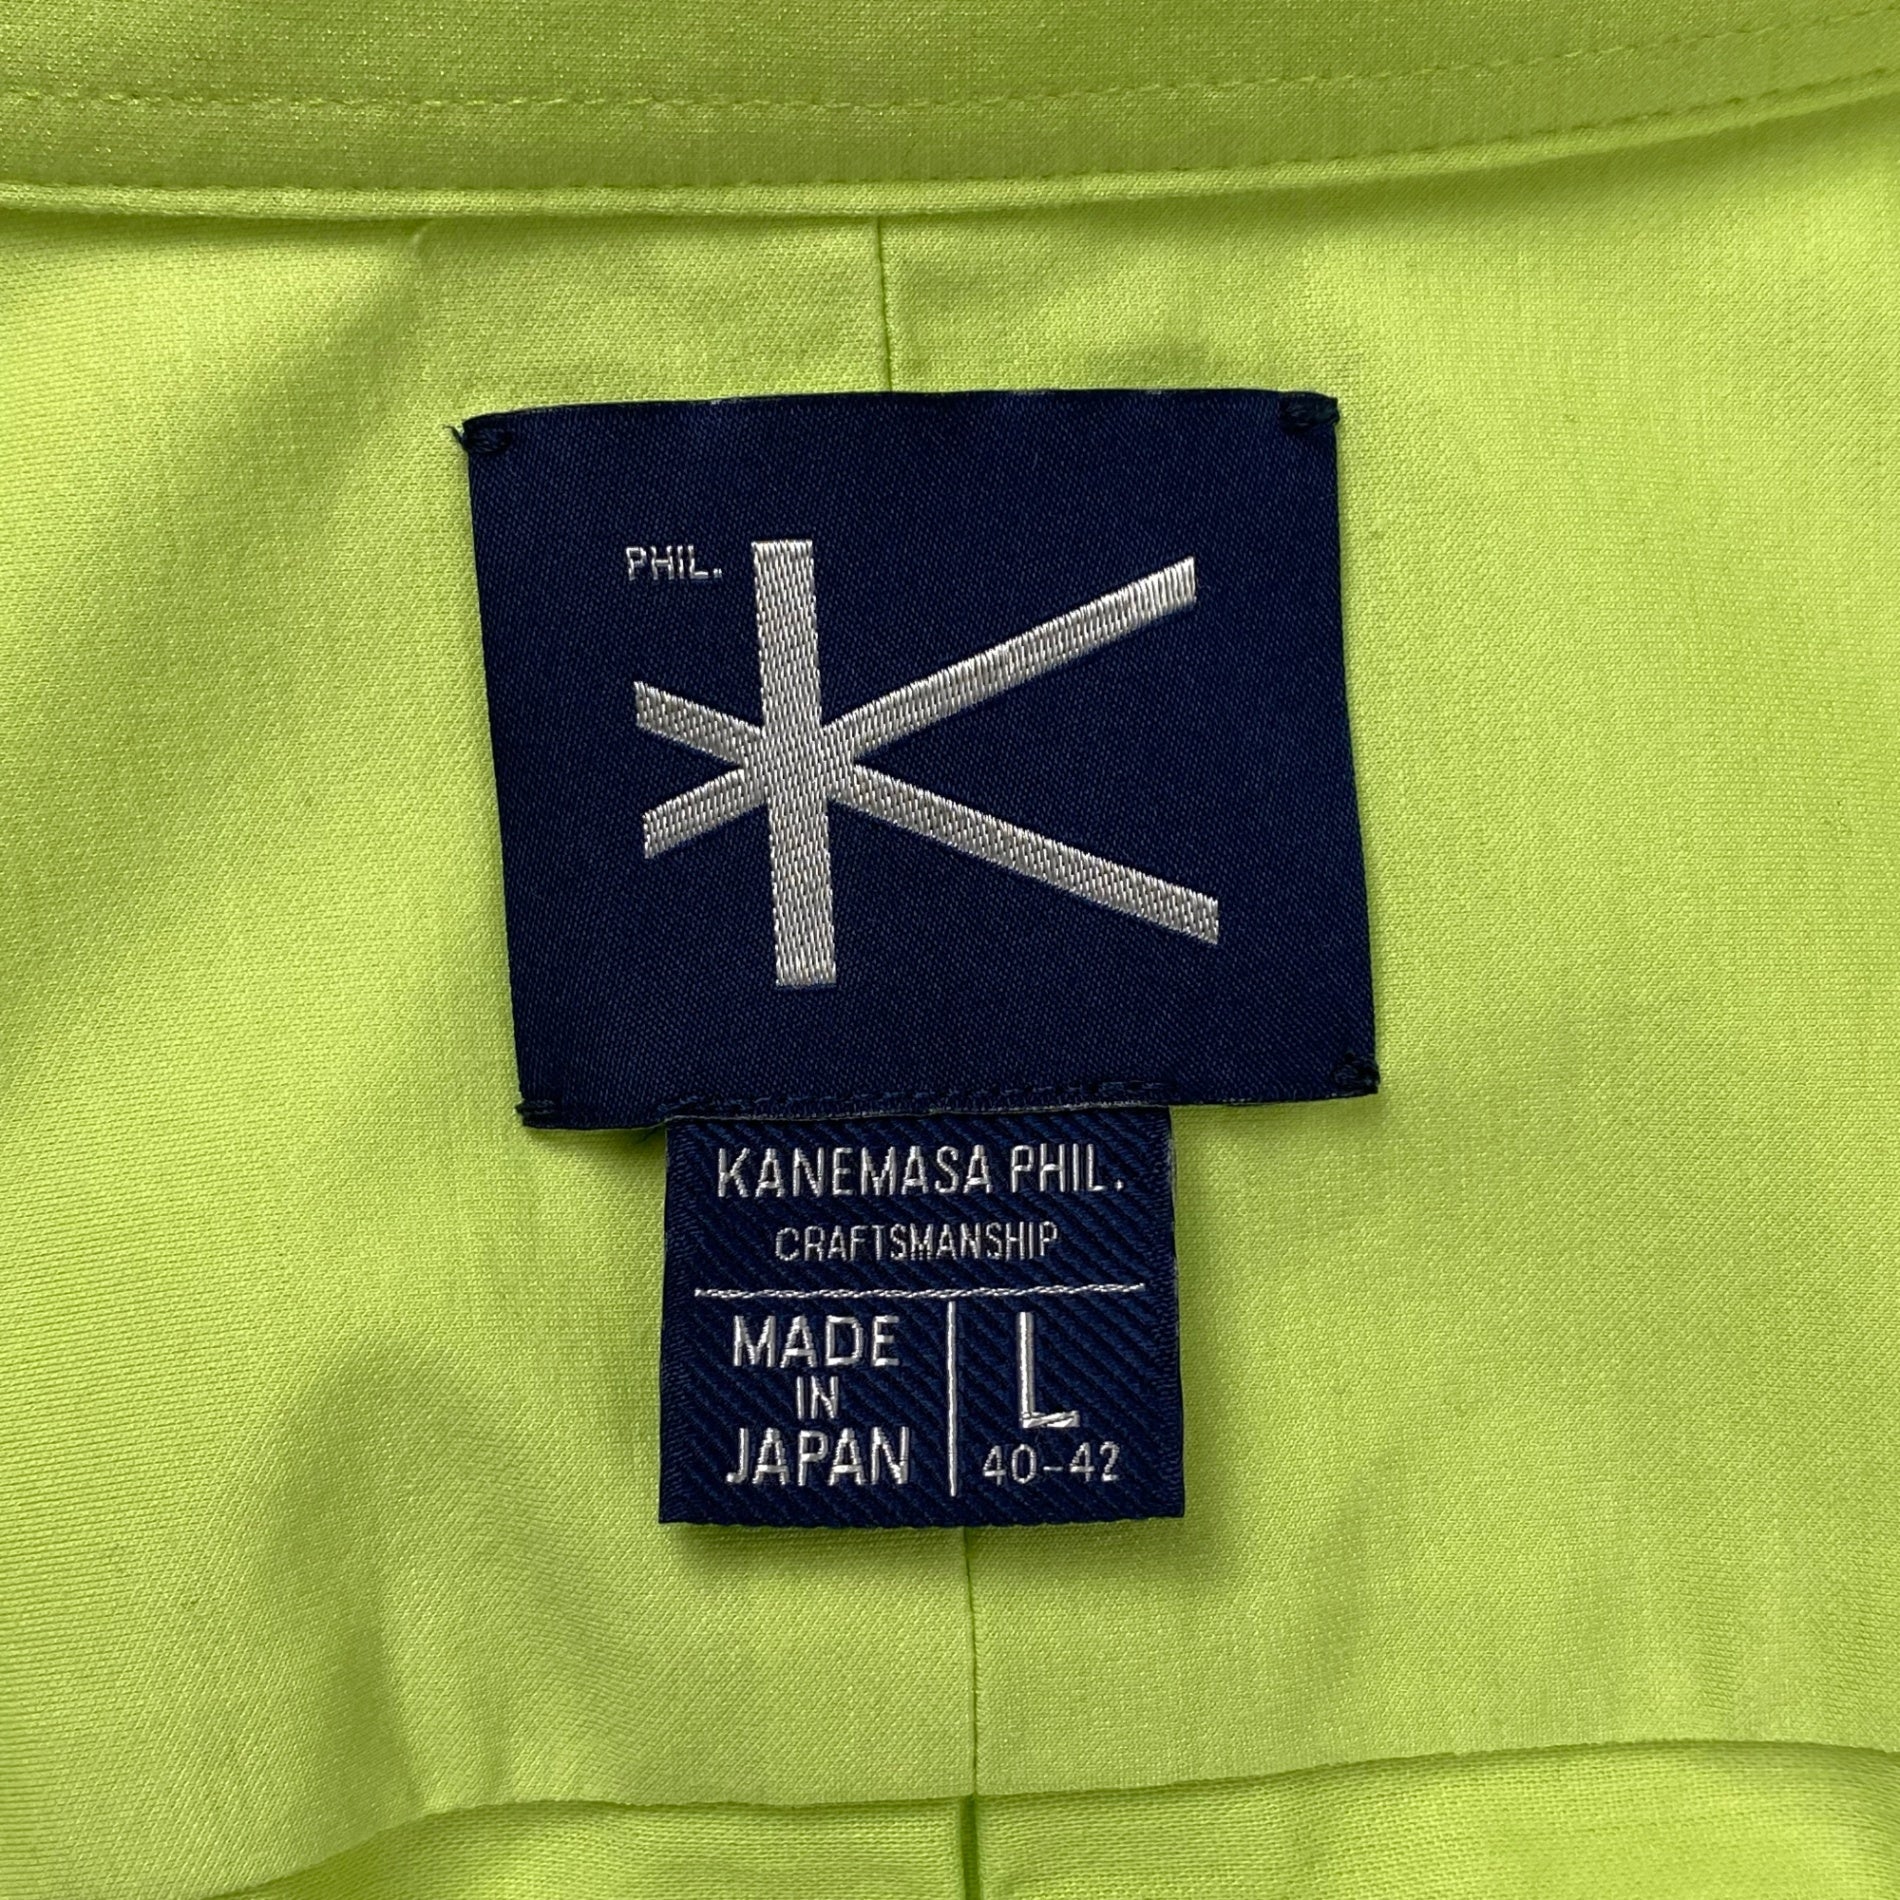 PHIL.
K
KANEMASA PHIL.
CRAFTSMANSHIP
MADE
IN
JAPAN
L
40-42